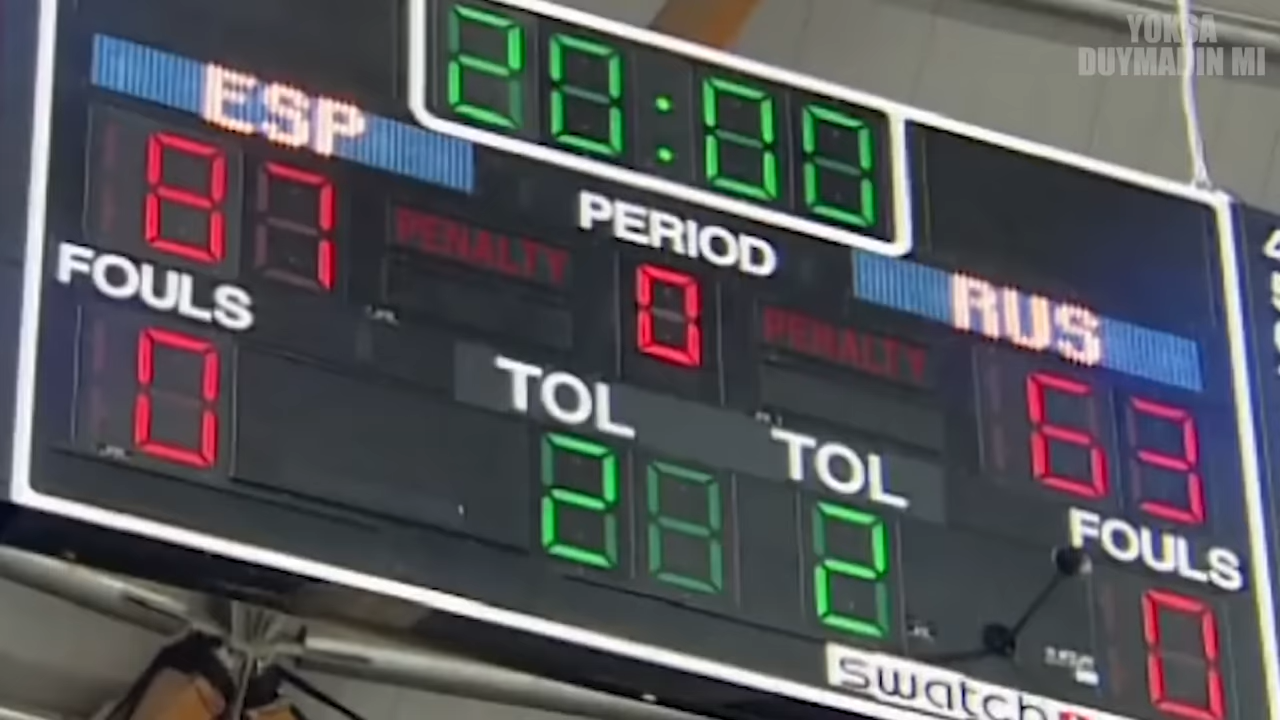 YOKSA
DUYMADIN MI
20:00
ESP
87
PENALTY
PERIOD
0
RUS
63
PENALTY
FOULS
0
TOL
2
TOL
2
FOULS
0
swatch